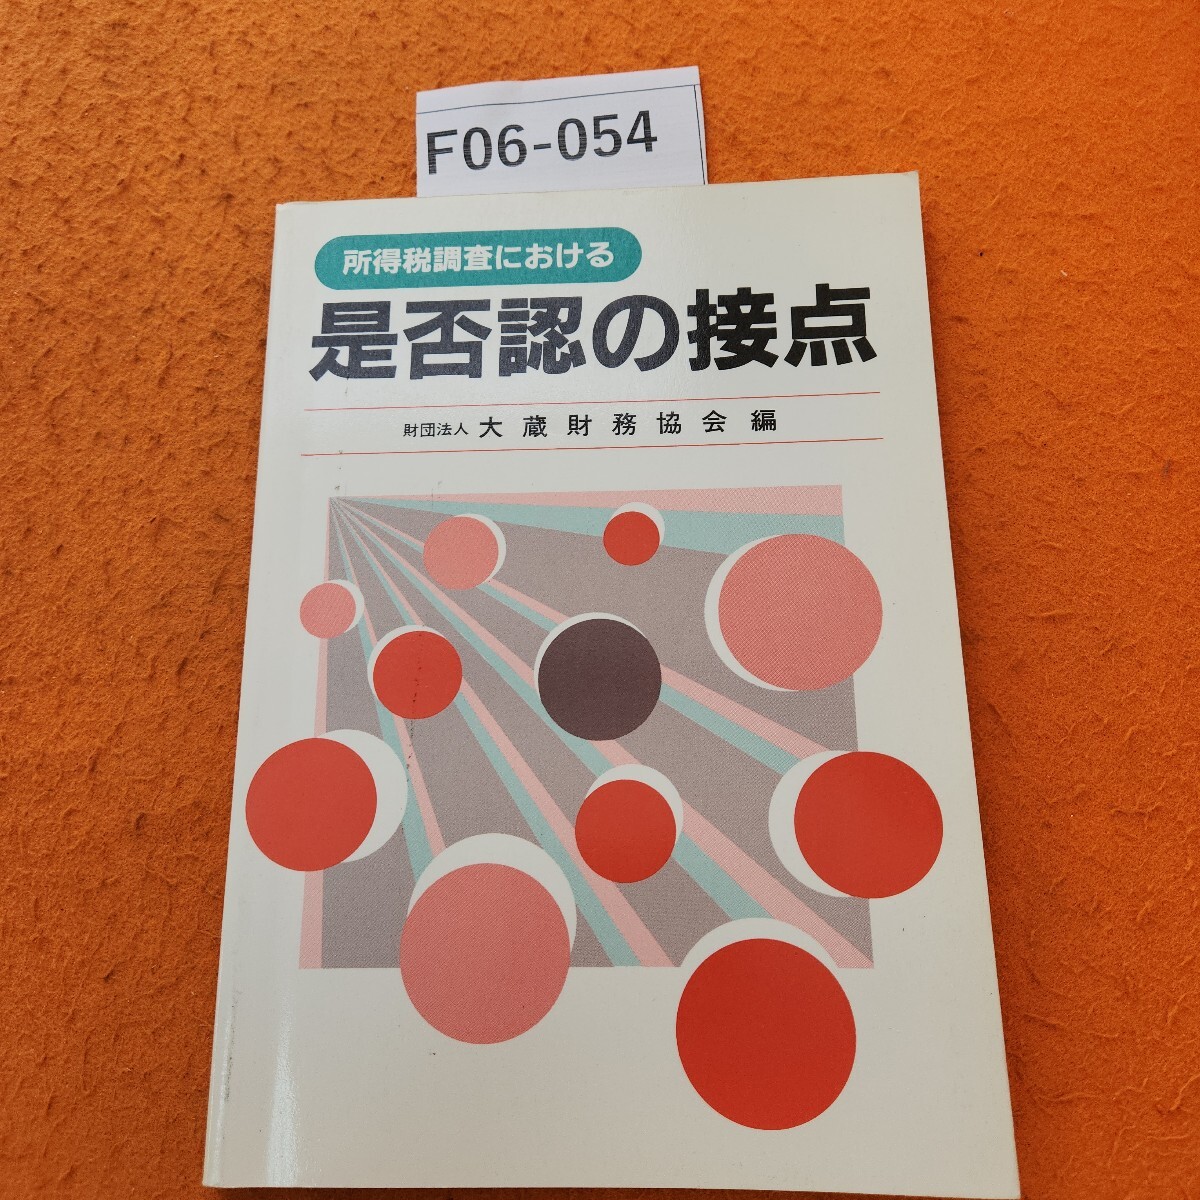 F06-054
所得税調査における
是否認の接点
財団法人 大蔵財務協会編